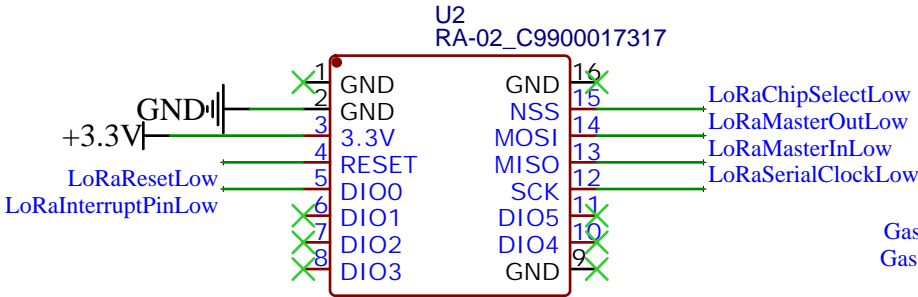 U2
RA-02_C9900017317
1 GND GND 16
GND 2 GND NSS 15 LoRaChipSelectLow
+3.3V 3 3.3V MOSI 14 LoRaMasterOutLow
4 RESET MISO 13 LoRaMasterInLow
LoRaResetLow 5 DIO0 SCK 12 LoRaSerialClockLow
LoRaInterruptPinLow 6 DIO1 DIO5 11
7 DIO2 DIO4 10 Gas
8 DIO3 GND 9 Gas